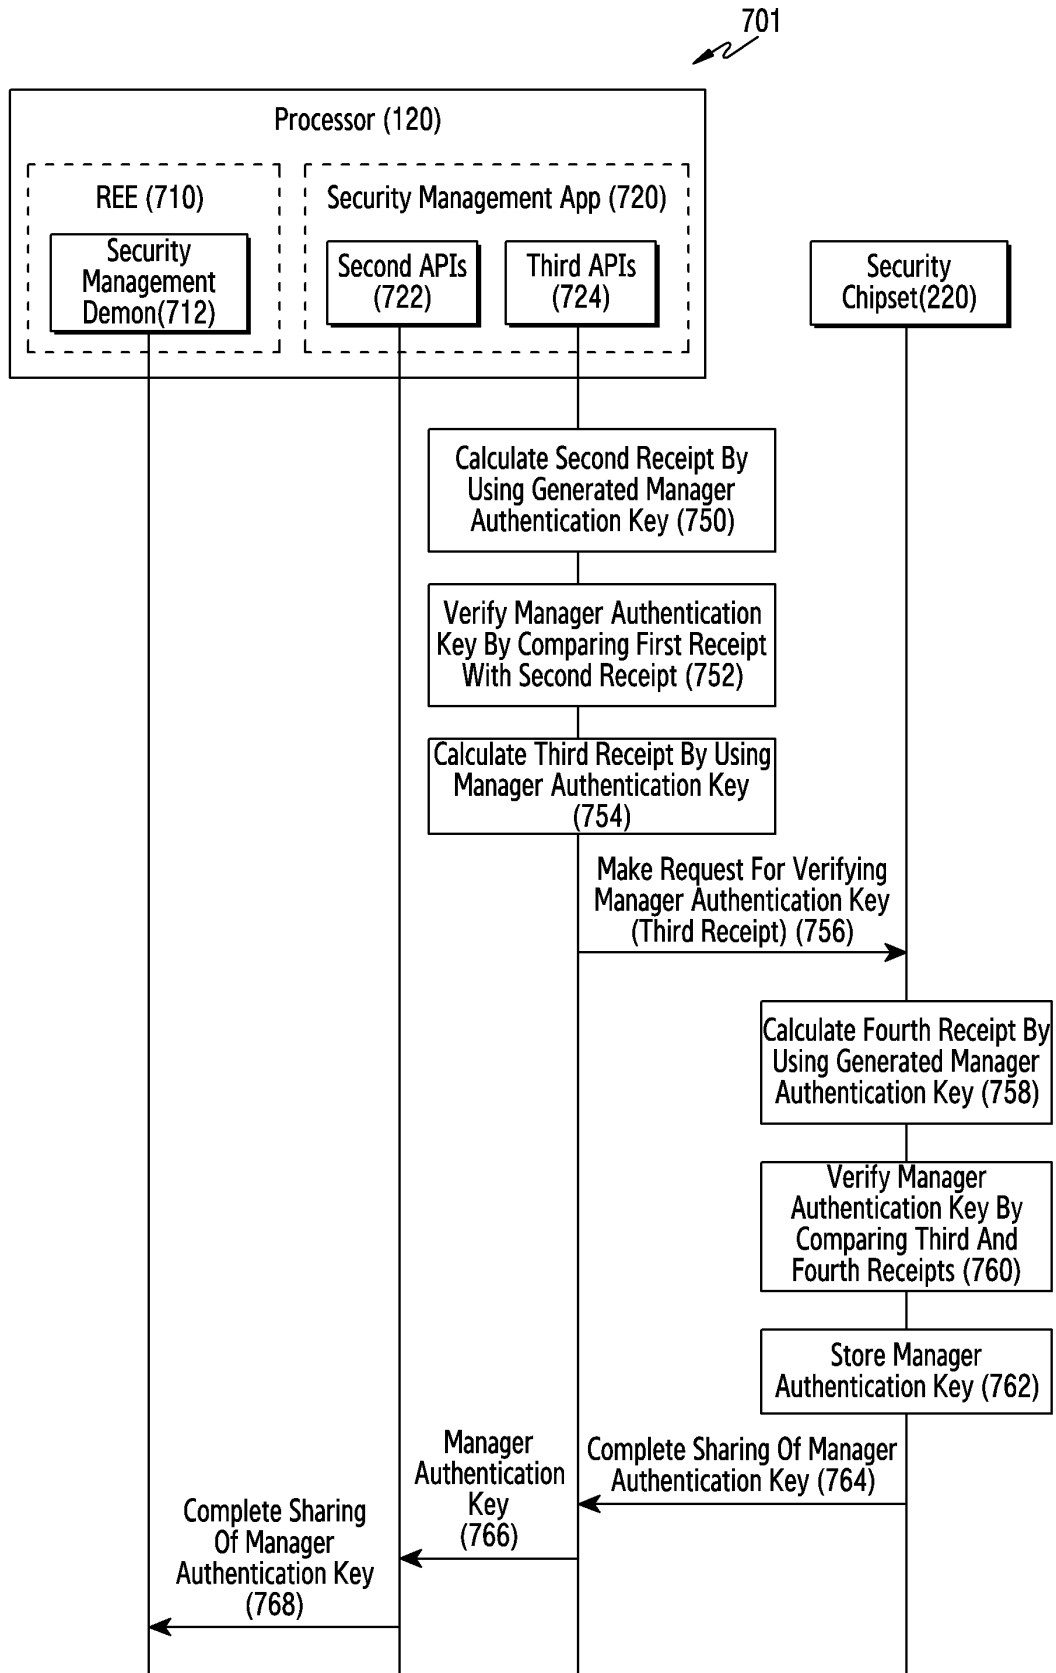 701
Processor (120)
REE (710)
Security Management App (720)
Security
Management
Demon(712)
Second APIs
(722)
Third APIs
(724)
Security
Chipset(220)
Calculate Second Receipt By
Using Generated Manager
Authentication Key (750)
Verify Manager Authentication
Key By Comparing First Receipt
With Second Receipt (752)
Calculate Third Receipt By Using
Manager Authentication Key
(754)
Make Request For Verifying
Manager Authentication Key
(Third Receipt) (756)
Calculate Fourth Receipt By
Using Generated Manager
Authentication Key (758)
Verify Manager
Authentication Key By
Comparing Third And
Fourth Receipts (760)
Store Manager
Authentication Key (762)
Complete Sharing Of Manager
Authentication Key (764)
Manager
Authentication
Key
(766)
Complete Sharing
Of Manager
Authentication Key
(768)